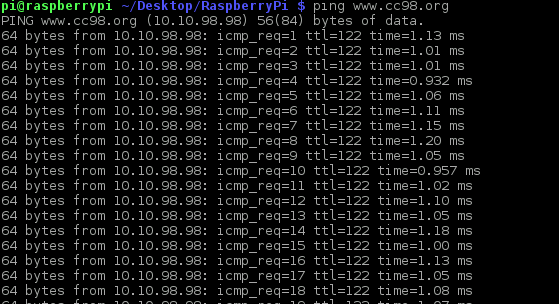 pi@raspberrypi ~/Desktop/RaspberryPi $ ping www.cc98.org
PING www.cc98.org (10.10.98.98) 56(84) bytes of data.
64 bytes from 10.10.98.98: icmp_req=1 ttl=122 time=1.13 ms
64 bytes from 10.10.98.98: icmp_req=2 ttl=122 time=1.01 ms
64 bytes from 10.10.98.98: icmp_req=3 ttl=122 time=1.01 ms
64 bytes from 10.10.98.98: icmp_req=4 ttl=122 time=0.932 ms
64 bytes from 10.10.98.98: icmp_req=5 ttl=122 time=1.06 ms
64 bytes from 10.10.98.98: icmp_req=6 ttl=122 time=1.11 ms
64 bytes from 10.10.98.98: icmp_req=7 ttl=122 time=1.15 ms
64 bytes from 10.10.98.98: icmp_req=8 ttl=122 time=1.20 ms
64 bytes from 10.10.98.98: icmp_req=9 ttl=122 time=1.05 ms
64 bytes from 10.10.98.98: icmp_req=10 ttl=122 time=0.957 ms
64 bytes from 10.10.98.98: icmp_req=11 ttl=122 time=1.02 ms
64 bytes from 10.10.98.98: icmp_req=12 ttl=122 time=1.10 ms
64 bytes from 10.10.98.98: icmp_req=13 ttl=122 time=1.05 ms
64 bytes from 10.10.98.98: icmp_req=14 ttl=122 time=1.18 ms
64 bytes from 10.10.98.98: icmp_req=15 ttl=122 time=1.00 ms
64 bytes from 10.10.98.98: icmp_req=16 ttl=122 time=1.13 ms
64 bytes from 10.10.98.98: icmp_req=17 ttl=122 time=1.05 ms
64 bytes from 10.10.98.98: icmp_req=18 ttl=122 time=1.08 ms
64 bytes from 10.10.98.98: icmp_req=19 ttl=122 time=1.07 ms